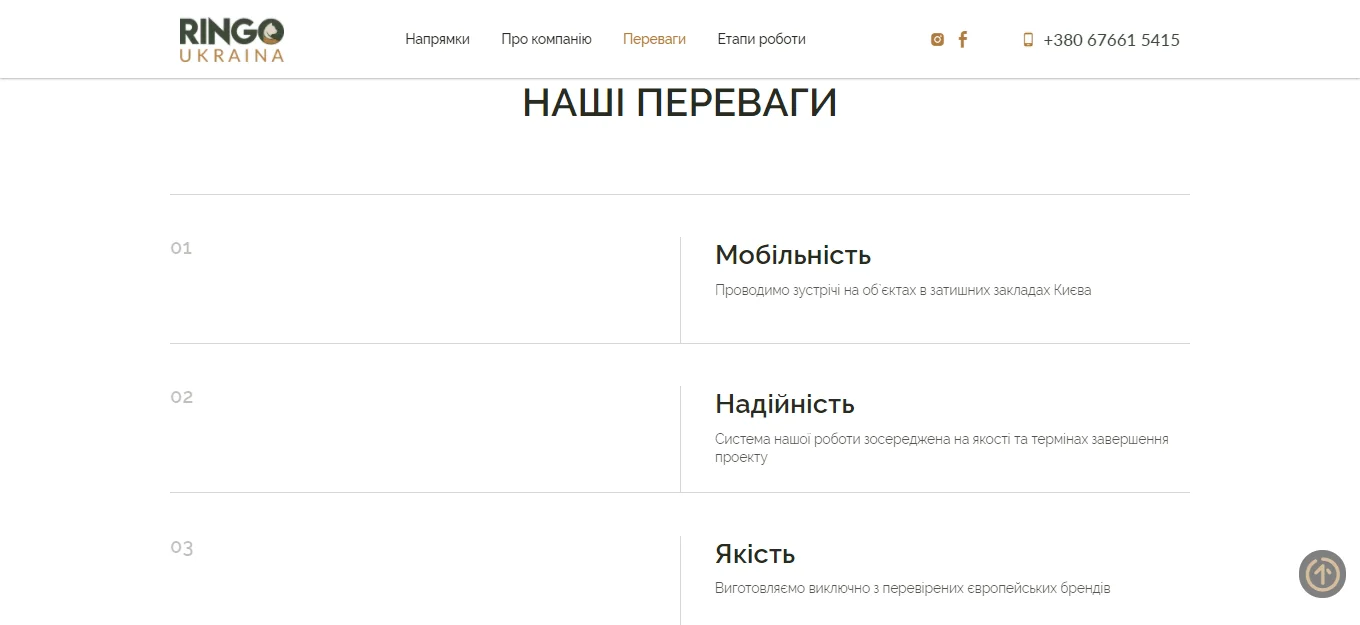 RINGO
UKRAINA
Напрямки
Про компанію
Переваги
Етапи роботи
+380 67661 5415
НАШІ ПЕРЕВАГИ
01
Мобільність
Проводимо зустрічі на об`єктах в затишних закладах Києва
02
Надійність
Система нашої роботи зосереджена на якості та термінах завершення
проекту
03
Якість
Виготовляємо виключно з перевірених європейських брендів